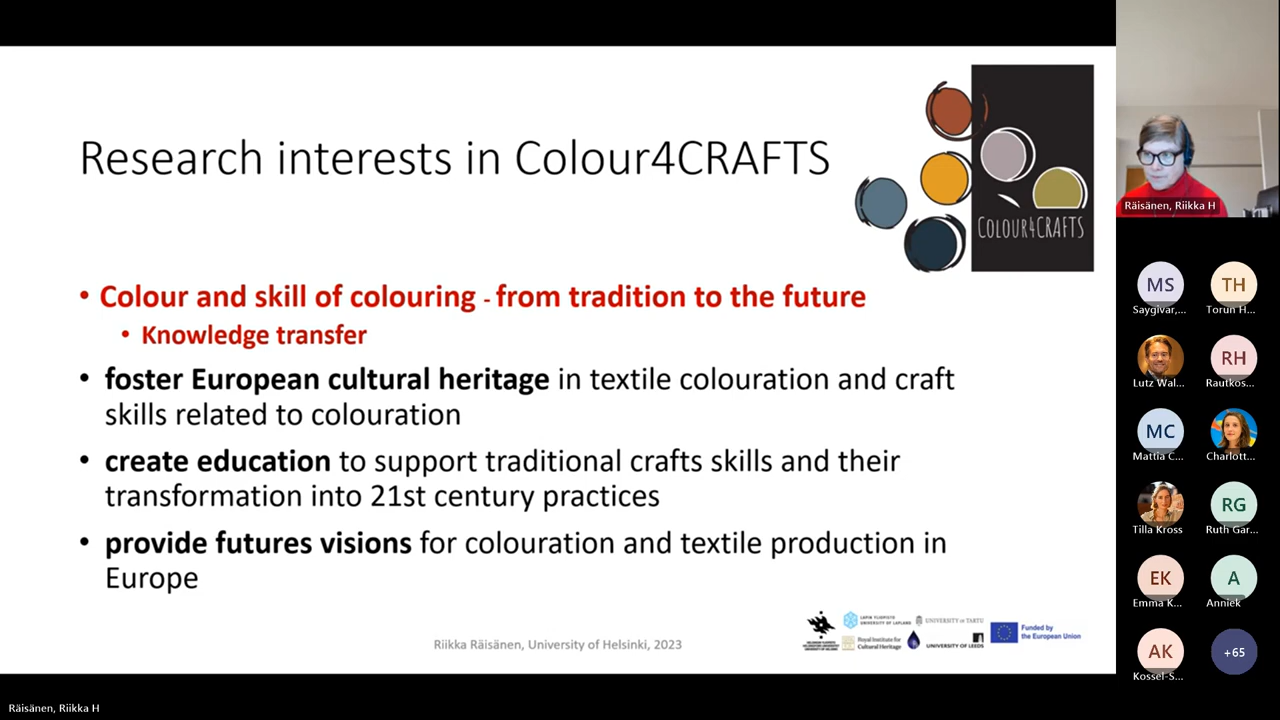 Research interests in Colour4CRAFTS
COLOUR4CRAFTS
• Colour and skill of colouring - from tradition to the future
• Knowledge transfer
• foster European cultural heritage in textile colouration and craft
skills related to colouration
• create education to support traditional crafts skills and their
transformation into 21st century practices
• provide futures visions for colouration and textile production in
Europe
Riikka Räisänen, University of Helsinki, 2023
LAPIN YLIOPISTO
UNIVERSITY OF LAPLAND
UNIVERSITY OF TARTU
Royal Institute for
Cultural Heritage
UNIVERSITY OF LEEDS
Funded by
the European Union
Räisänen, Riikka H
MS
Saygivar,...
TH
Torun H...
Lutz Wal...
RH
Rautkos...
MC
Mattia C...
Charlott...
Tilla Kross
RG
Ruth Gar...
EK
Emma K...
A
Anniek
AK
Kossel-S...
+65
Räisänen, Riikka H